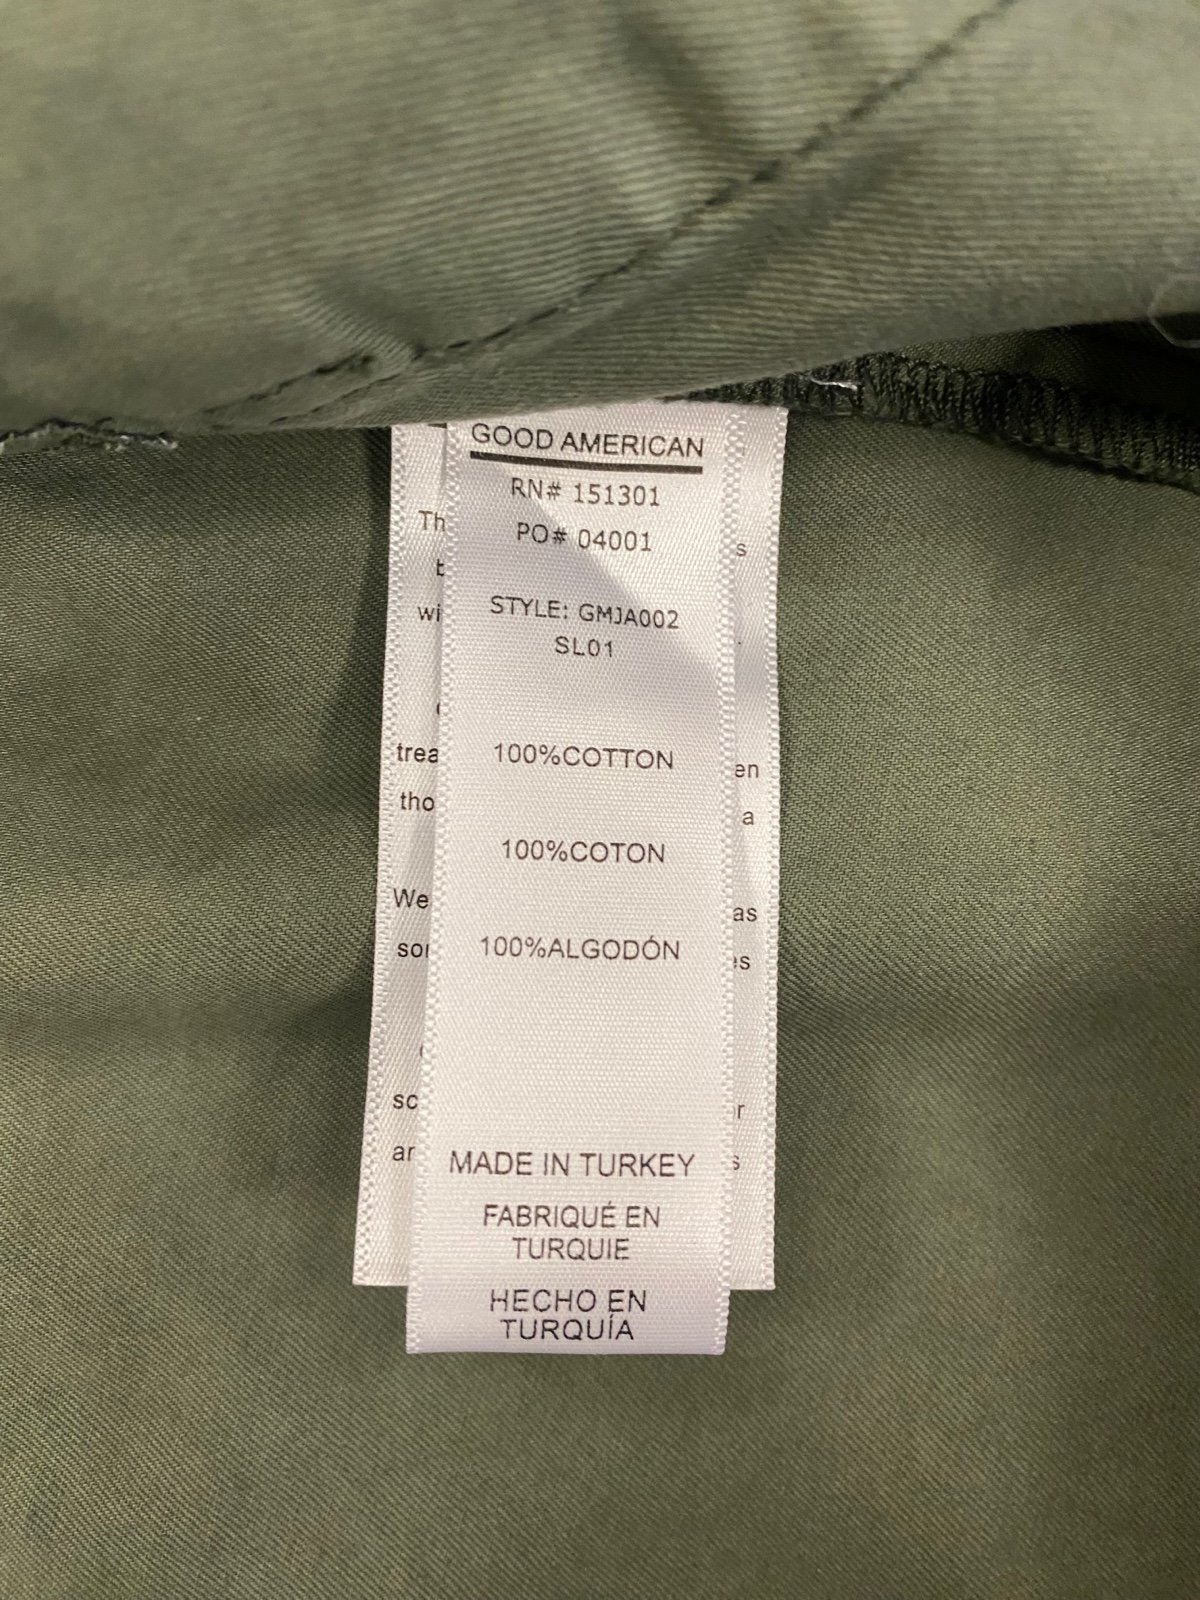 GOOD AMERICAN
RN# 151301
PO# 04001
STYLE: GMJA002
SL01
100%COTTON
100%COTON
100%ALGODÓN
MADE IN TURKEY
FABRIQUÉ EN
TURQUIE
HECHO EN
TURQUÍA
We
a